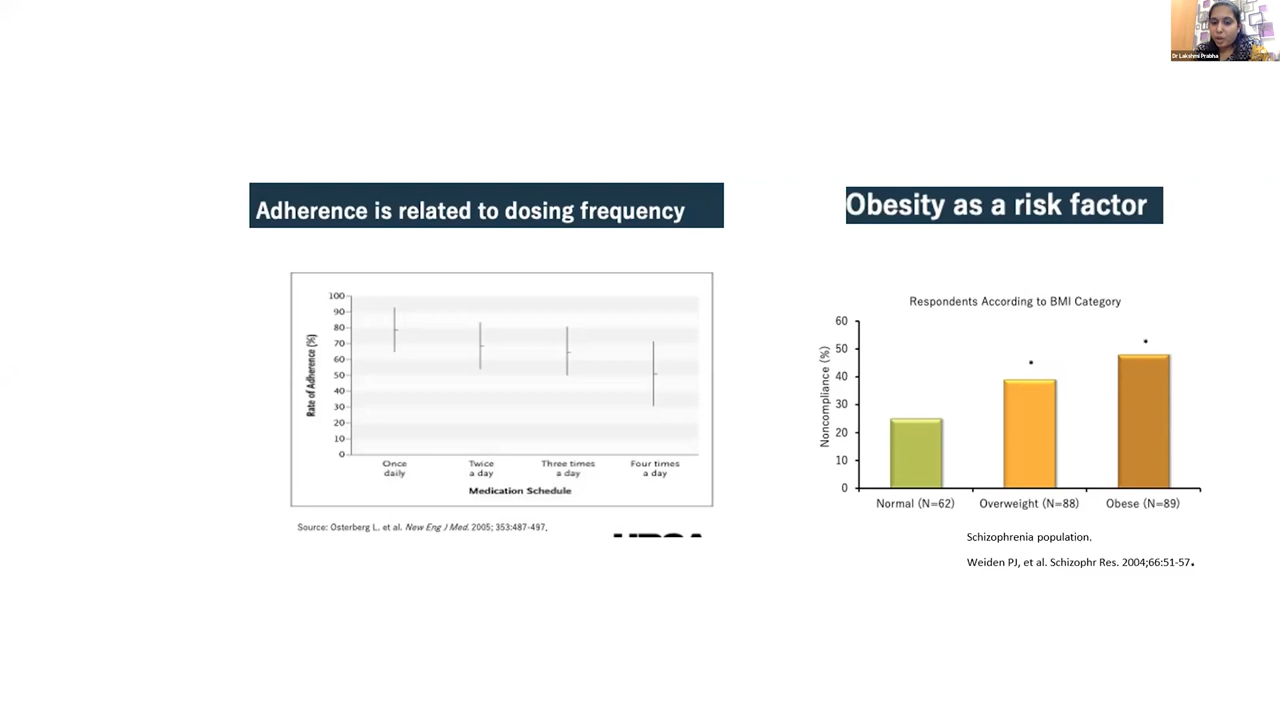 Dr Lakshmi Prabha
Adherence is related to dosing frequency
100
90
80
70
60
50
40
30
20
10
0
Rate of Adherence (%)
Once
daily
Twice
a day
Three times
a day
Four times
a day
Medication Schedule
Source: Osterberg L. et al. New Eng J Med. 2005; 353:487-497.
Obesity as a risk factor
Respondents According to BMI Category
60
50
40
30
20
10
0
Noncompliance (%)
Normal (N=62)
Overweight (N=88)
Obese (N=89)
Schizophrenia population.
Weiden PJ, et al. Schizophr Res. 2004;66:51-57.